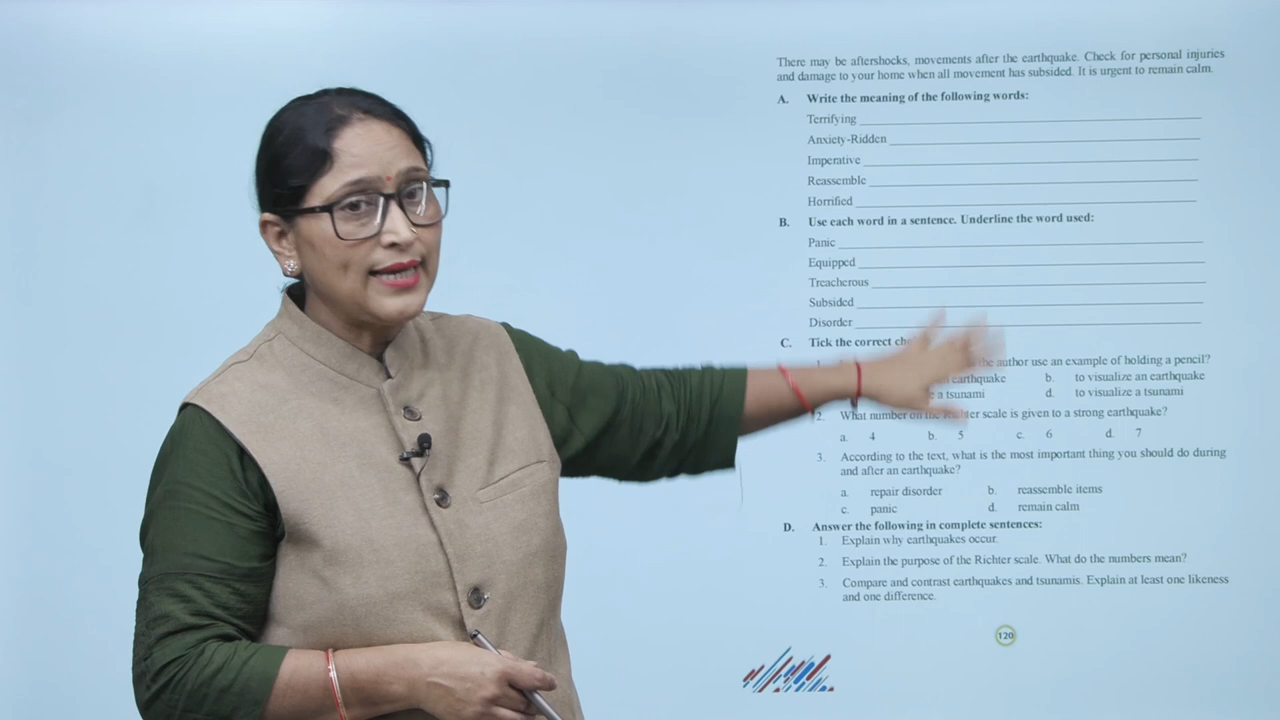 There may be aftershocks, movements after the earthquake. Check for personal injuries
and damage to your home when all movement has subsided. It is urgent to remain calm.
A. Write the meaning of the following words:
Terrifying
Anxiety-Ridden
Imperative
Reassemble
Horrified
B. Use each word in a sentence. Underline the word used:
Panic
Equipped
Treacherous
Subsided
Disorder
C. Tick the correct
1. the author use an example of holding a pencil?
earthquake b. to visualize an earthquake
a tsunami d. to visualize a tsunami
2. What number on the Richter scale is given to a strong earthquake?
a. 4 b. 5 c. 6 d. 7
3. According to the text, what is the most important thing you should do during
and after an earthquake?
a. repair disorder b. reassemble items
c. panic d. remain calm
D. Answer the following in complete sentences:
1. Explain why earthquakes occur.
2. Explain the purpose of the Richter scale. What do the numbers mean?
3. Compare and contrast earthquakes and tsunamis. Explain at least one likeness
and one difference.
120